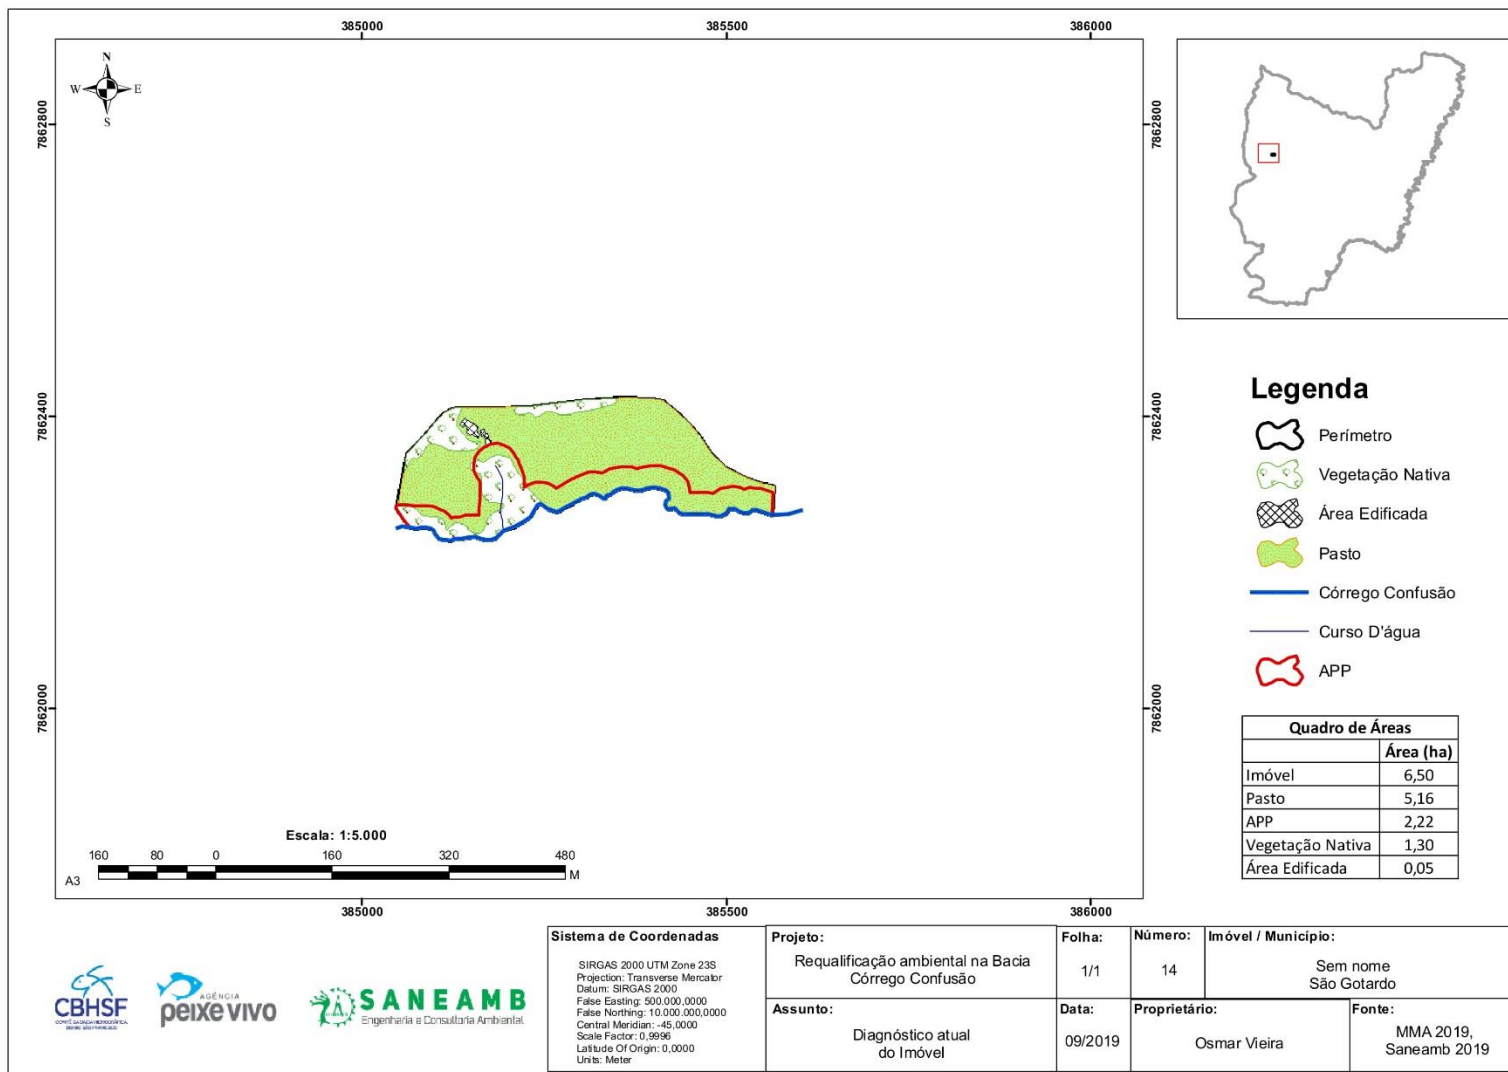 385000
385500
386000
N
W
E
S
7862800
7862800
7862400
7862400
7862000
7862000
Escala: 1:5.000
160
80
0
160
320
480
M
A3
385000
385500
386000
Legenda
Perímetro
Vegetação Nativa
Área Edificada
Pasto
Córrego Confusão
Curso D'água
APP
Quadro de Áreas
Área (ha)
Imóvel 6,50
Pasto 5,16
APP 2,22
Vegetação Nativa 1,30
Área Edificada 0,05
CBHSF
AGÊNCIA
peixe vivo
SANEAMB
Engenharia e Consultoria Ambiental
Sistema de Coordenadas
SIRGAS 2000 UTM Zone 23S
Projection: Transverse Mercator
Datum: SIRGAS 2000
False Easting: 500.000,0000
False Northing: 10.000.000,0000
Central Meridian: -45,0000
Scale Factor: 0,9996
Latitude Of Origin: 0,0000
Units: Meter
Projeto:
Requalificação ambiental na Bacia
Córrego Confusão
Assunto:
Diagnóstico atual
do Imóvel
Folha:
1/1
Número:
14
Imóvel / Município:
Sem nome
São Gotardo
Data:
09/2019
Proprietário:
Osmar Vieira
Fonte:
MMA 2019,
Saneamb 2019